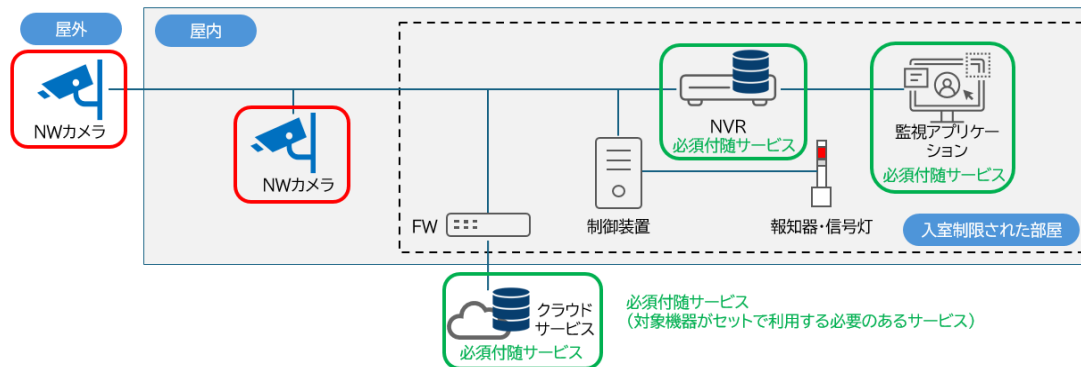 屋外
屋内
NWカメラ
NWカメラ
NVR
必須付随サービス
監視アプリケー
ション
必須付随サービス
FW
制御装置
報知器・信号灯
入室制限された部屋
クラウド
サービス
必須付随サービス
必須付随サービス
（対象機器がセットで利用する必要のあるサービス）